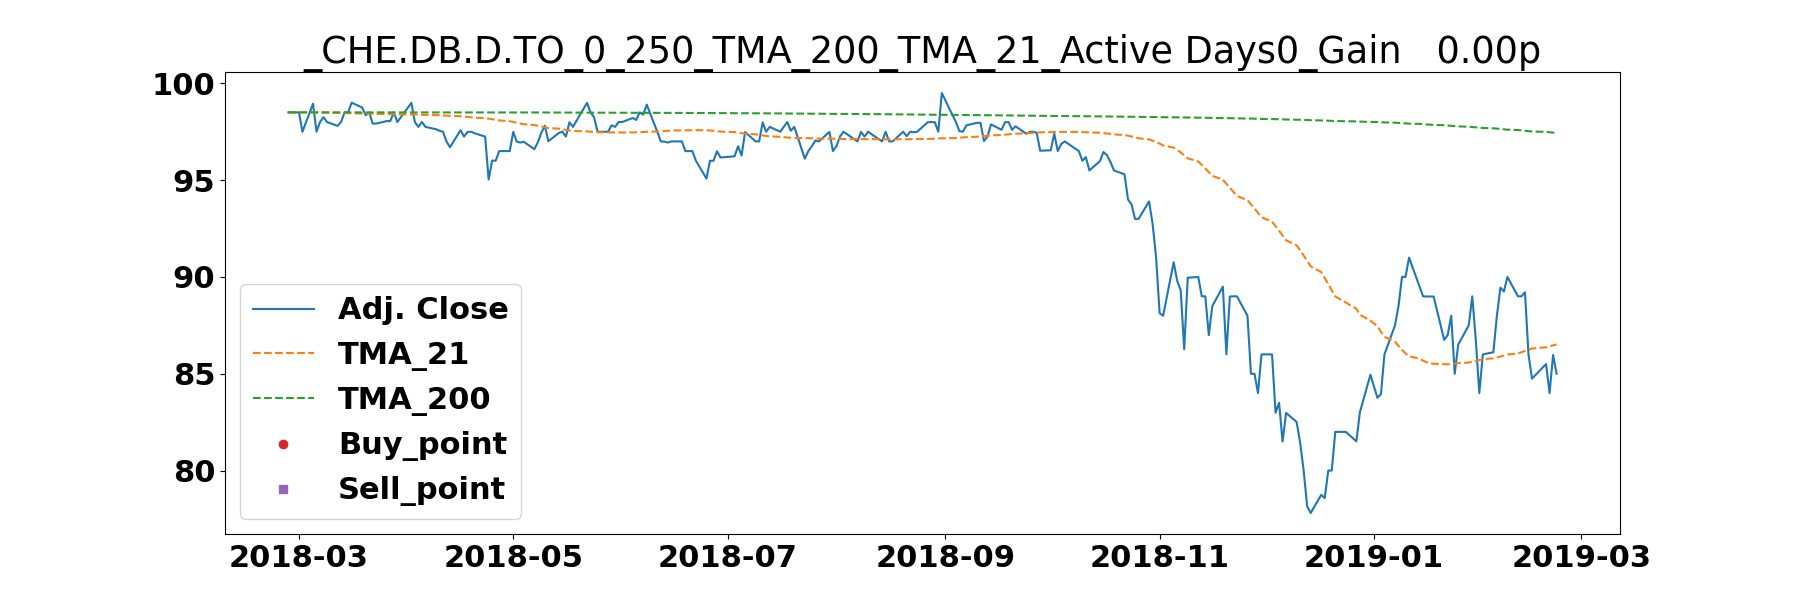 _CHE.DB.D.TO_0_250_TMA_200_TMA_21_Active Days0_Gain   0.00p
100
95
90
85
80
Adj. Close
TMA_21
TMA_200
Buy_point
Sell_point
2018-03 2018-05 2018-07 2018-09 2018-11 2019-01 2019-03